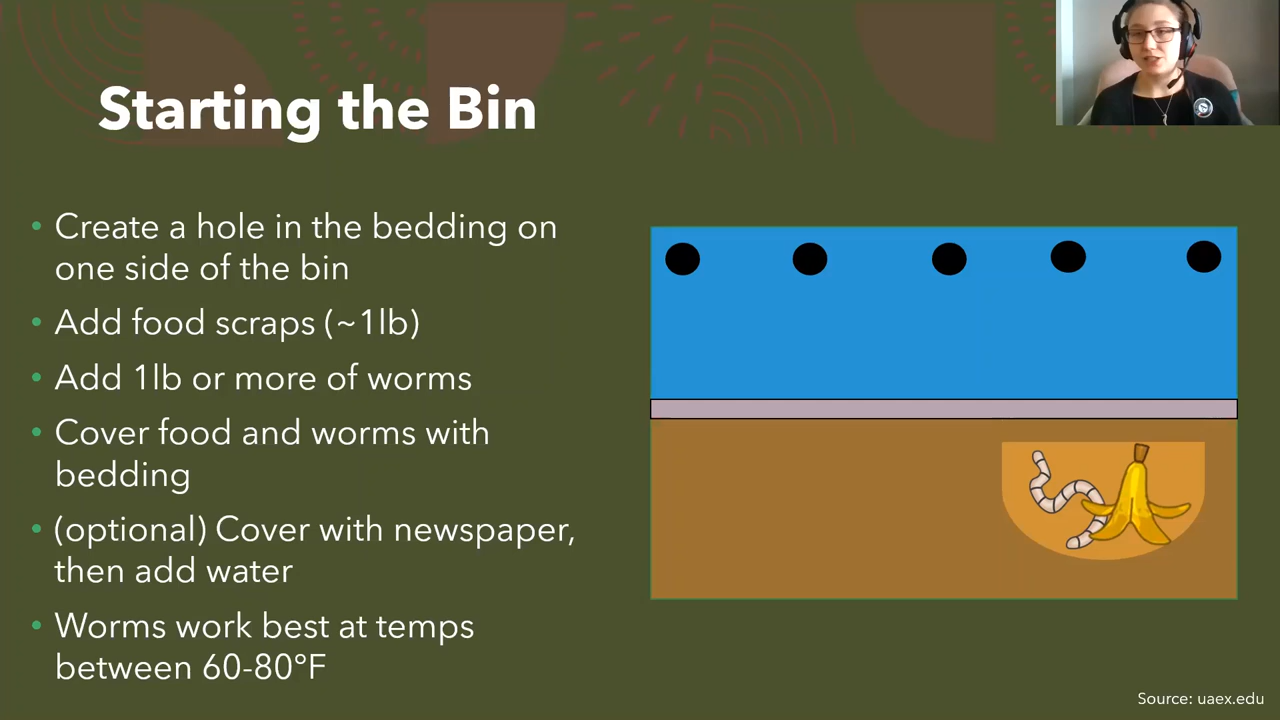 Starting the Bin
• Create a hole in the bedding on
one side of the bin
• Add food scraps (~1lb)
• Add 1lb or more of worms
• Cover food and worms with
bedding
• (optional) Cover with newspaper,
then add water
• Worms work best at temps
between 60-80°F
Source: uaex.edu